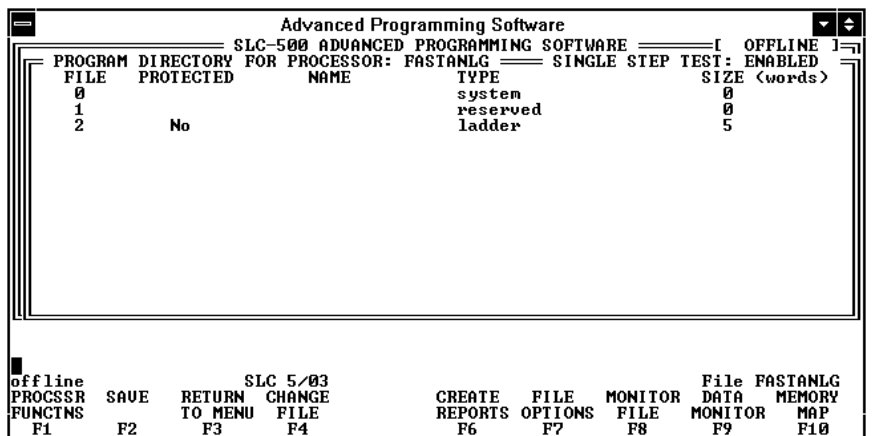 Advanced Programming Software
SLC-500 ADVANCED PROGRAMMING SOFTWARE [ OFFLINE ]
PROGRAM DIRECTORY FOR PROCESSOR: FASTANLG SINGLE STEP TEST: ENABLED
FILE PROTECTED NAME TYPE SIZE (words)
0 system 0
1 reserved 0
2 No ladder 5
offline SLC 5/03 File FASTANLG
PROCSSR SAVE RETURN CHANGE CREATE FILE MONITOR DATA MEMORY
FUNCTNS TO MENU FILE REPORTS OPTIONS FILE MONITOR MAP
F1 F2 F3 F4 F6 F7 F8 F9 F10